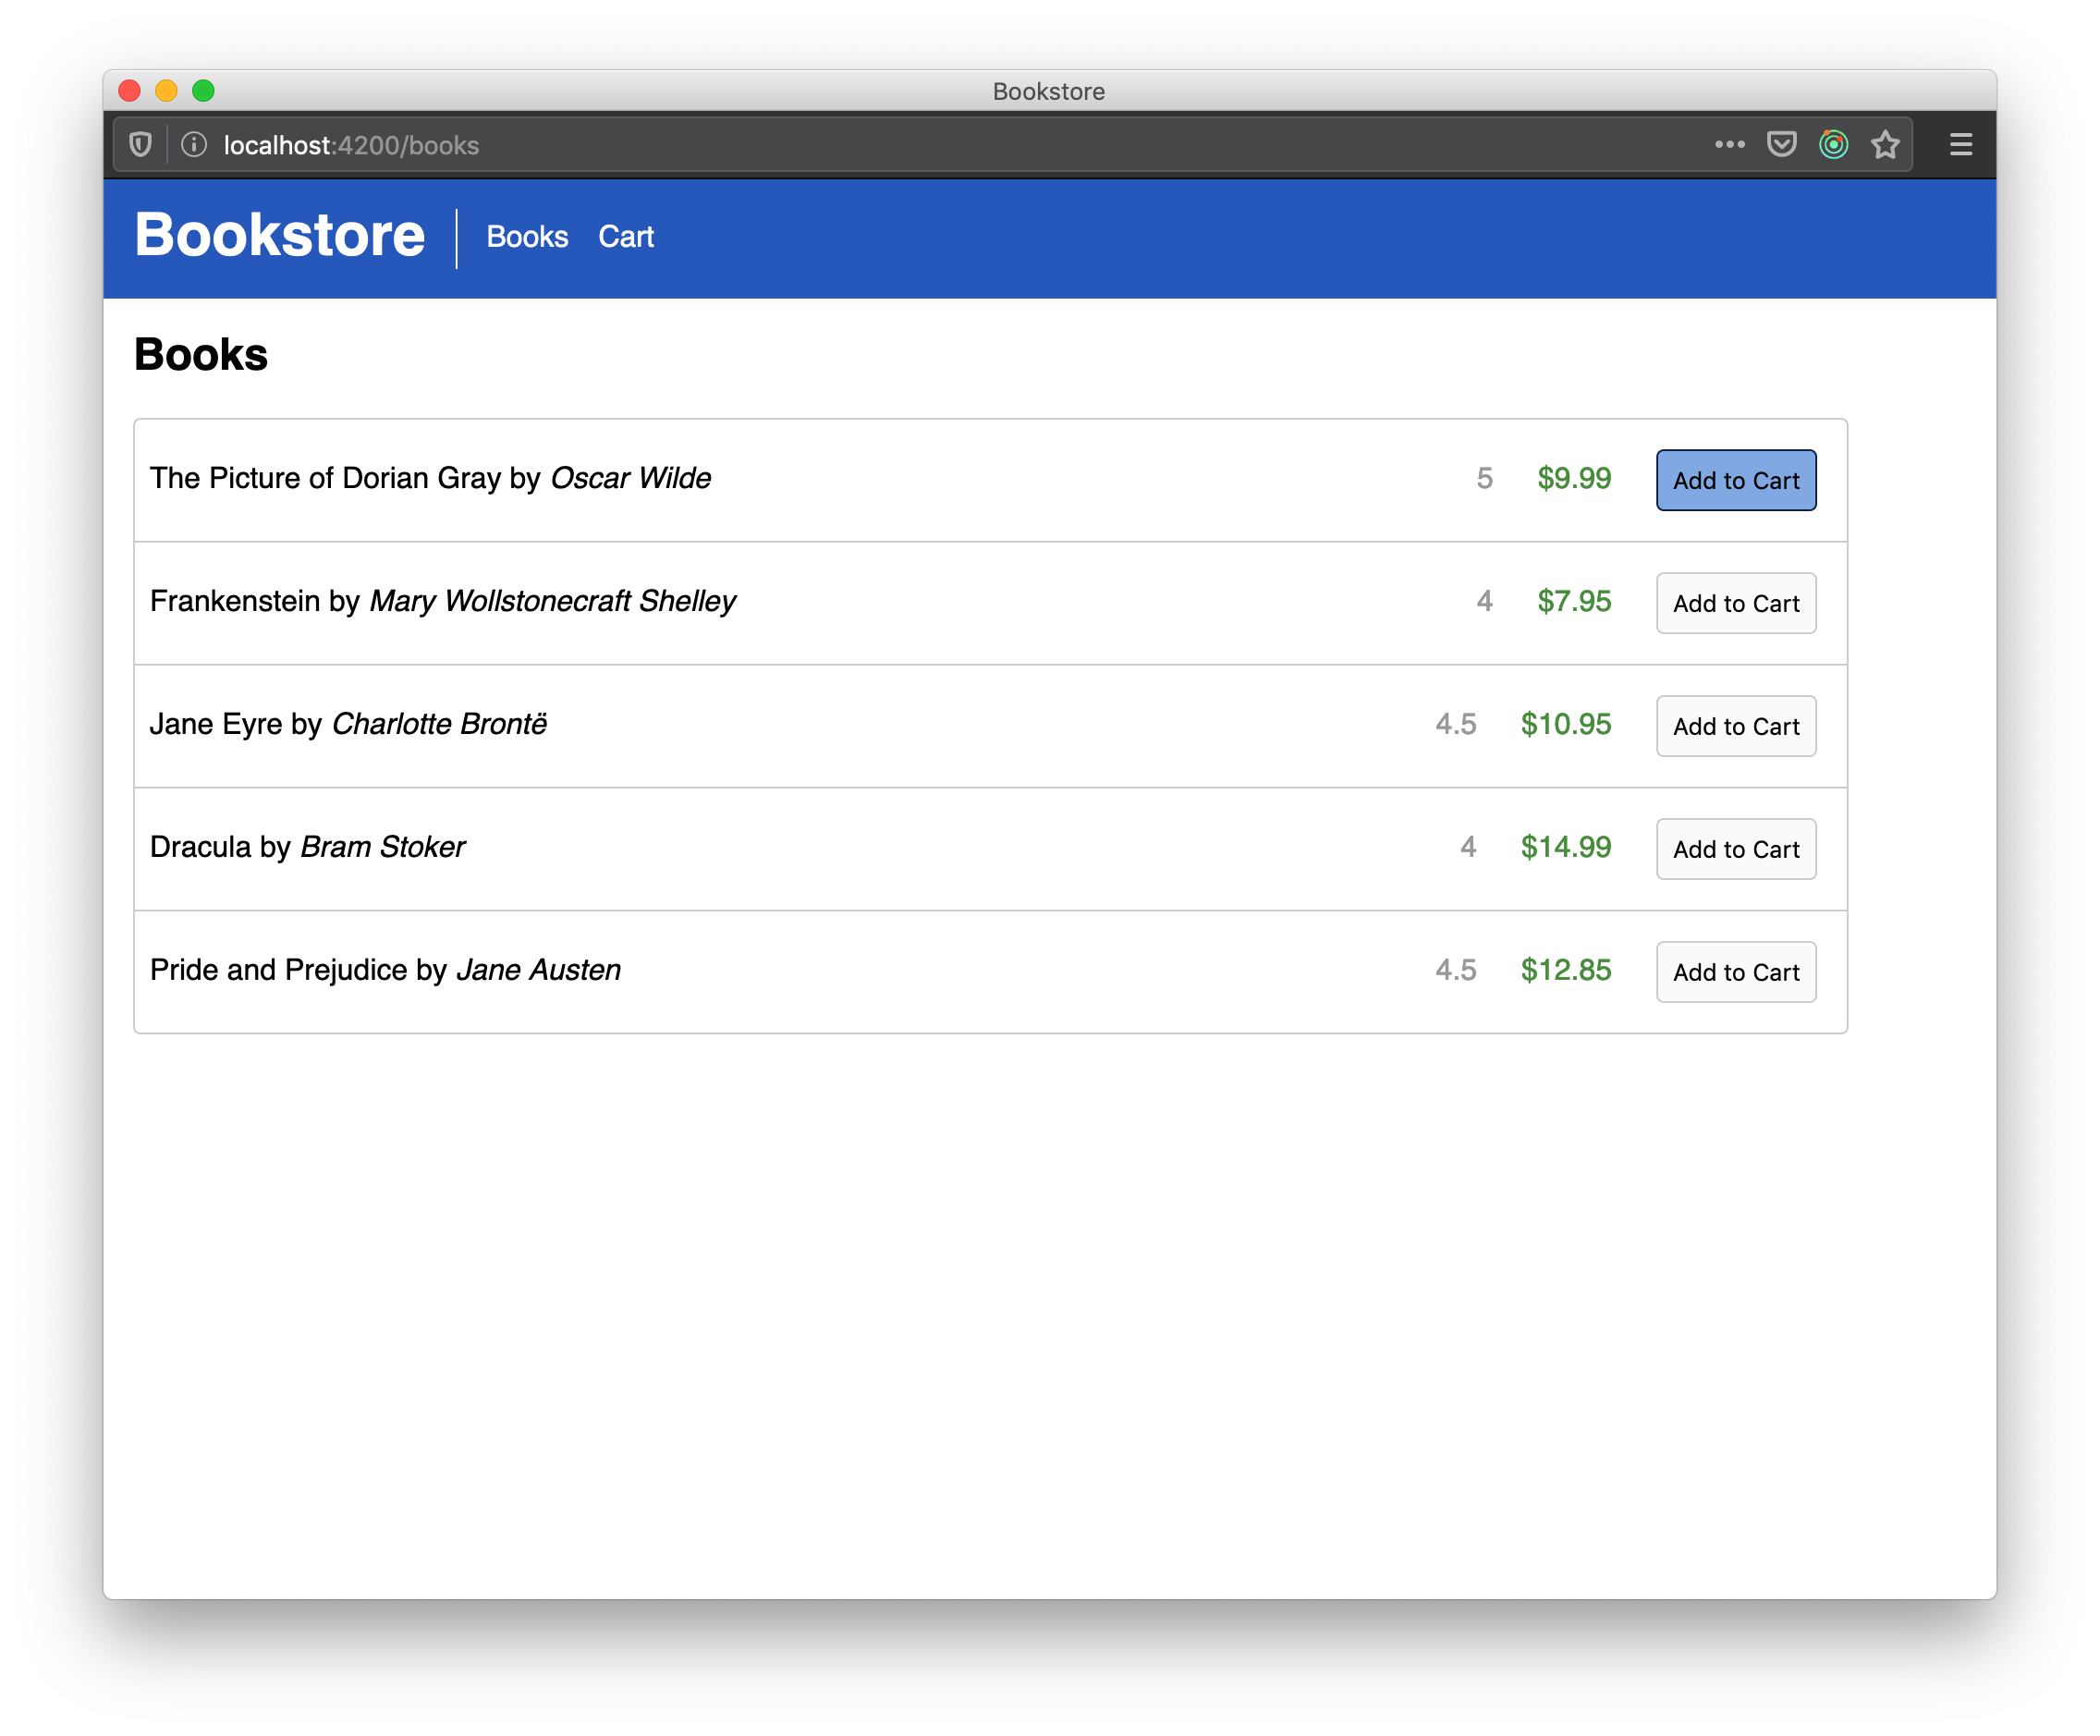 Bookstore
localhost:4200/books
Bookstore Books Cart
Books
The Picture of Dorian Gray by Oscar Wilde 5 $9.99 Add to Cart
Frankenstein by Mary Wollstonecraft Shelley 4 $7.95 Add to Cart
Jane Eyre by Charlotte Brontë 4.5 $10.95 Add to Cart
Dracula by Bram Stoker 4 $14.99 Add to Cart
Pride and Prejudice by Jane Austen 4.5 $12.85 Add to Cart